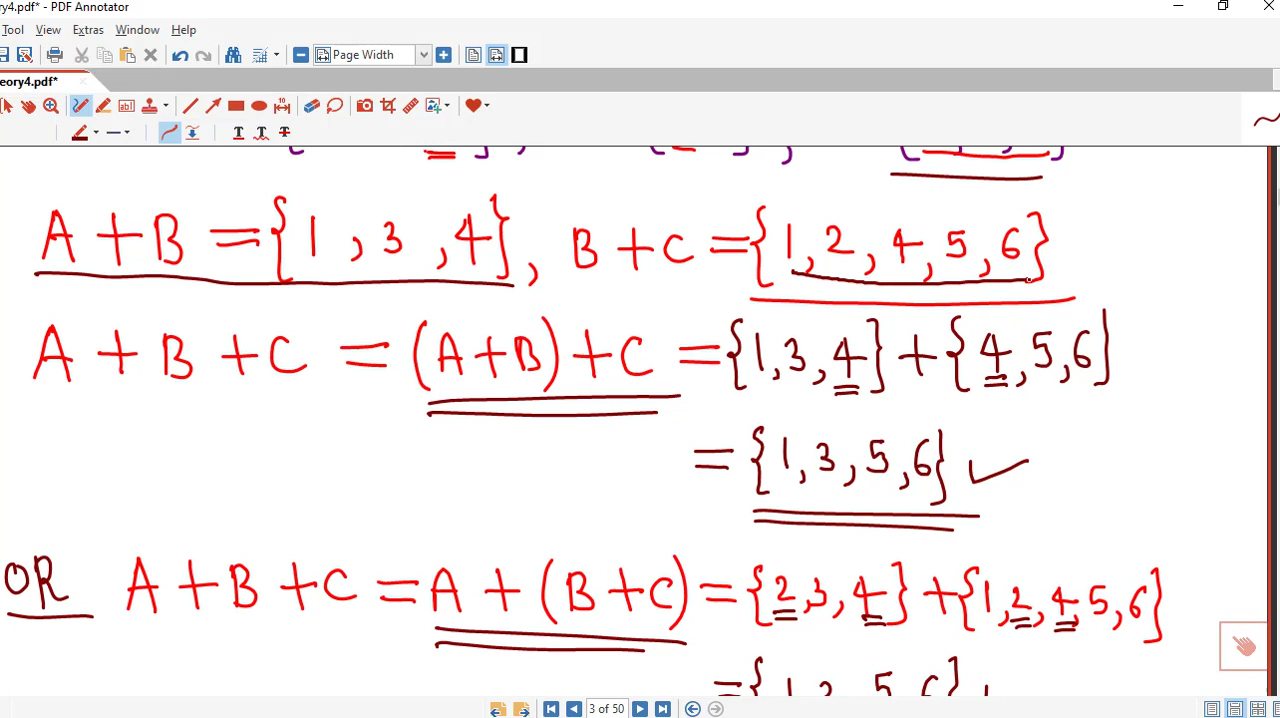 ory4.pdf* - PDF Annotator
Tool View Extras Window Help
Page Width
eory4.pdf*
A + B = {1, 3, 4}, B + C = {1, 2, 4, 5, 6}
A + B + C = (A+B) + C = {1, 3, 4} + {4, 5, 6}
= {1, 3, 5, 6} ✓
OR A + B + C = A + (B + C) = {2, 3, 4} + {1, 2, 4, 5, 6}
3 of 50